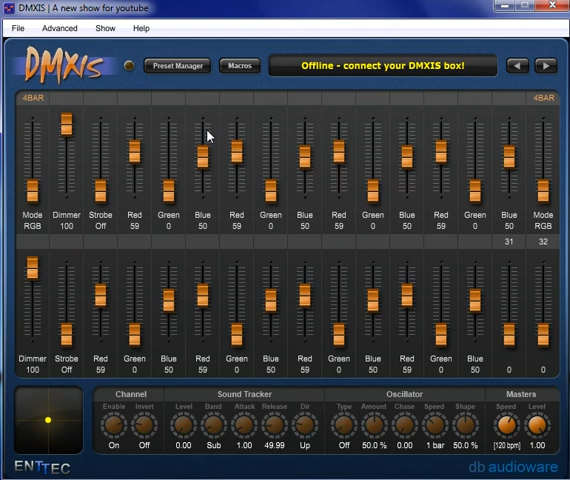 DMXIS | A new show for youtube
File Advanced Show Help
DMXIS Preset Manager Macros Offline - connect your DMXIS box!
4BAR 4BAR
Mode Dimmer Strobe Red Green Blue Red Green Blue Red Green Blue Red Green Blue Mode
RGB 100 Off 59 0 50 59 0 50 59 0 50 59 0 50 RGB
31 32
Dimmer Strobe Red Green Blue Red Green Blue Red Green Blue Red Green Blue
100 Off 59 0 50 59 0 50 59 0 50 59 0 50 0 0
Channel Sound Tracker Oscillator Masters
Enable Invert Level Band Attack Release Dir Type Amount Chase Speed Shape Speed Level
On Off 0.00 Sub 1.00 49.99 Up Off 50.0 % 0.00 1 bar 50.0 % [120 bpm] 1.00
ENTTEC db audioware